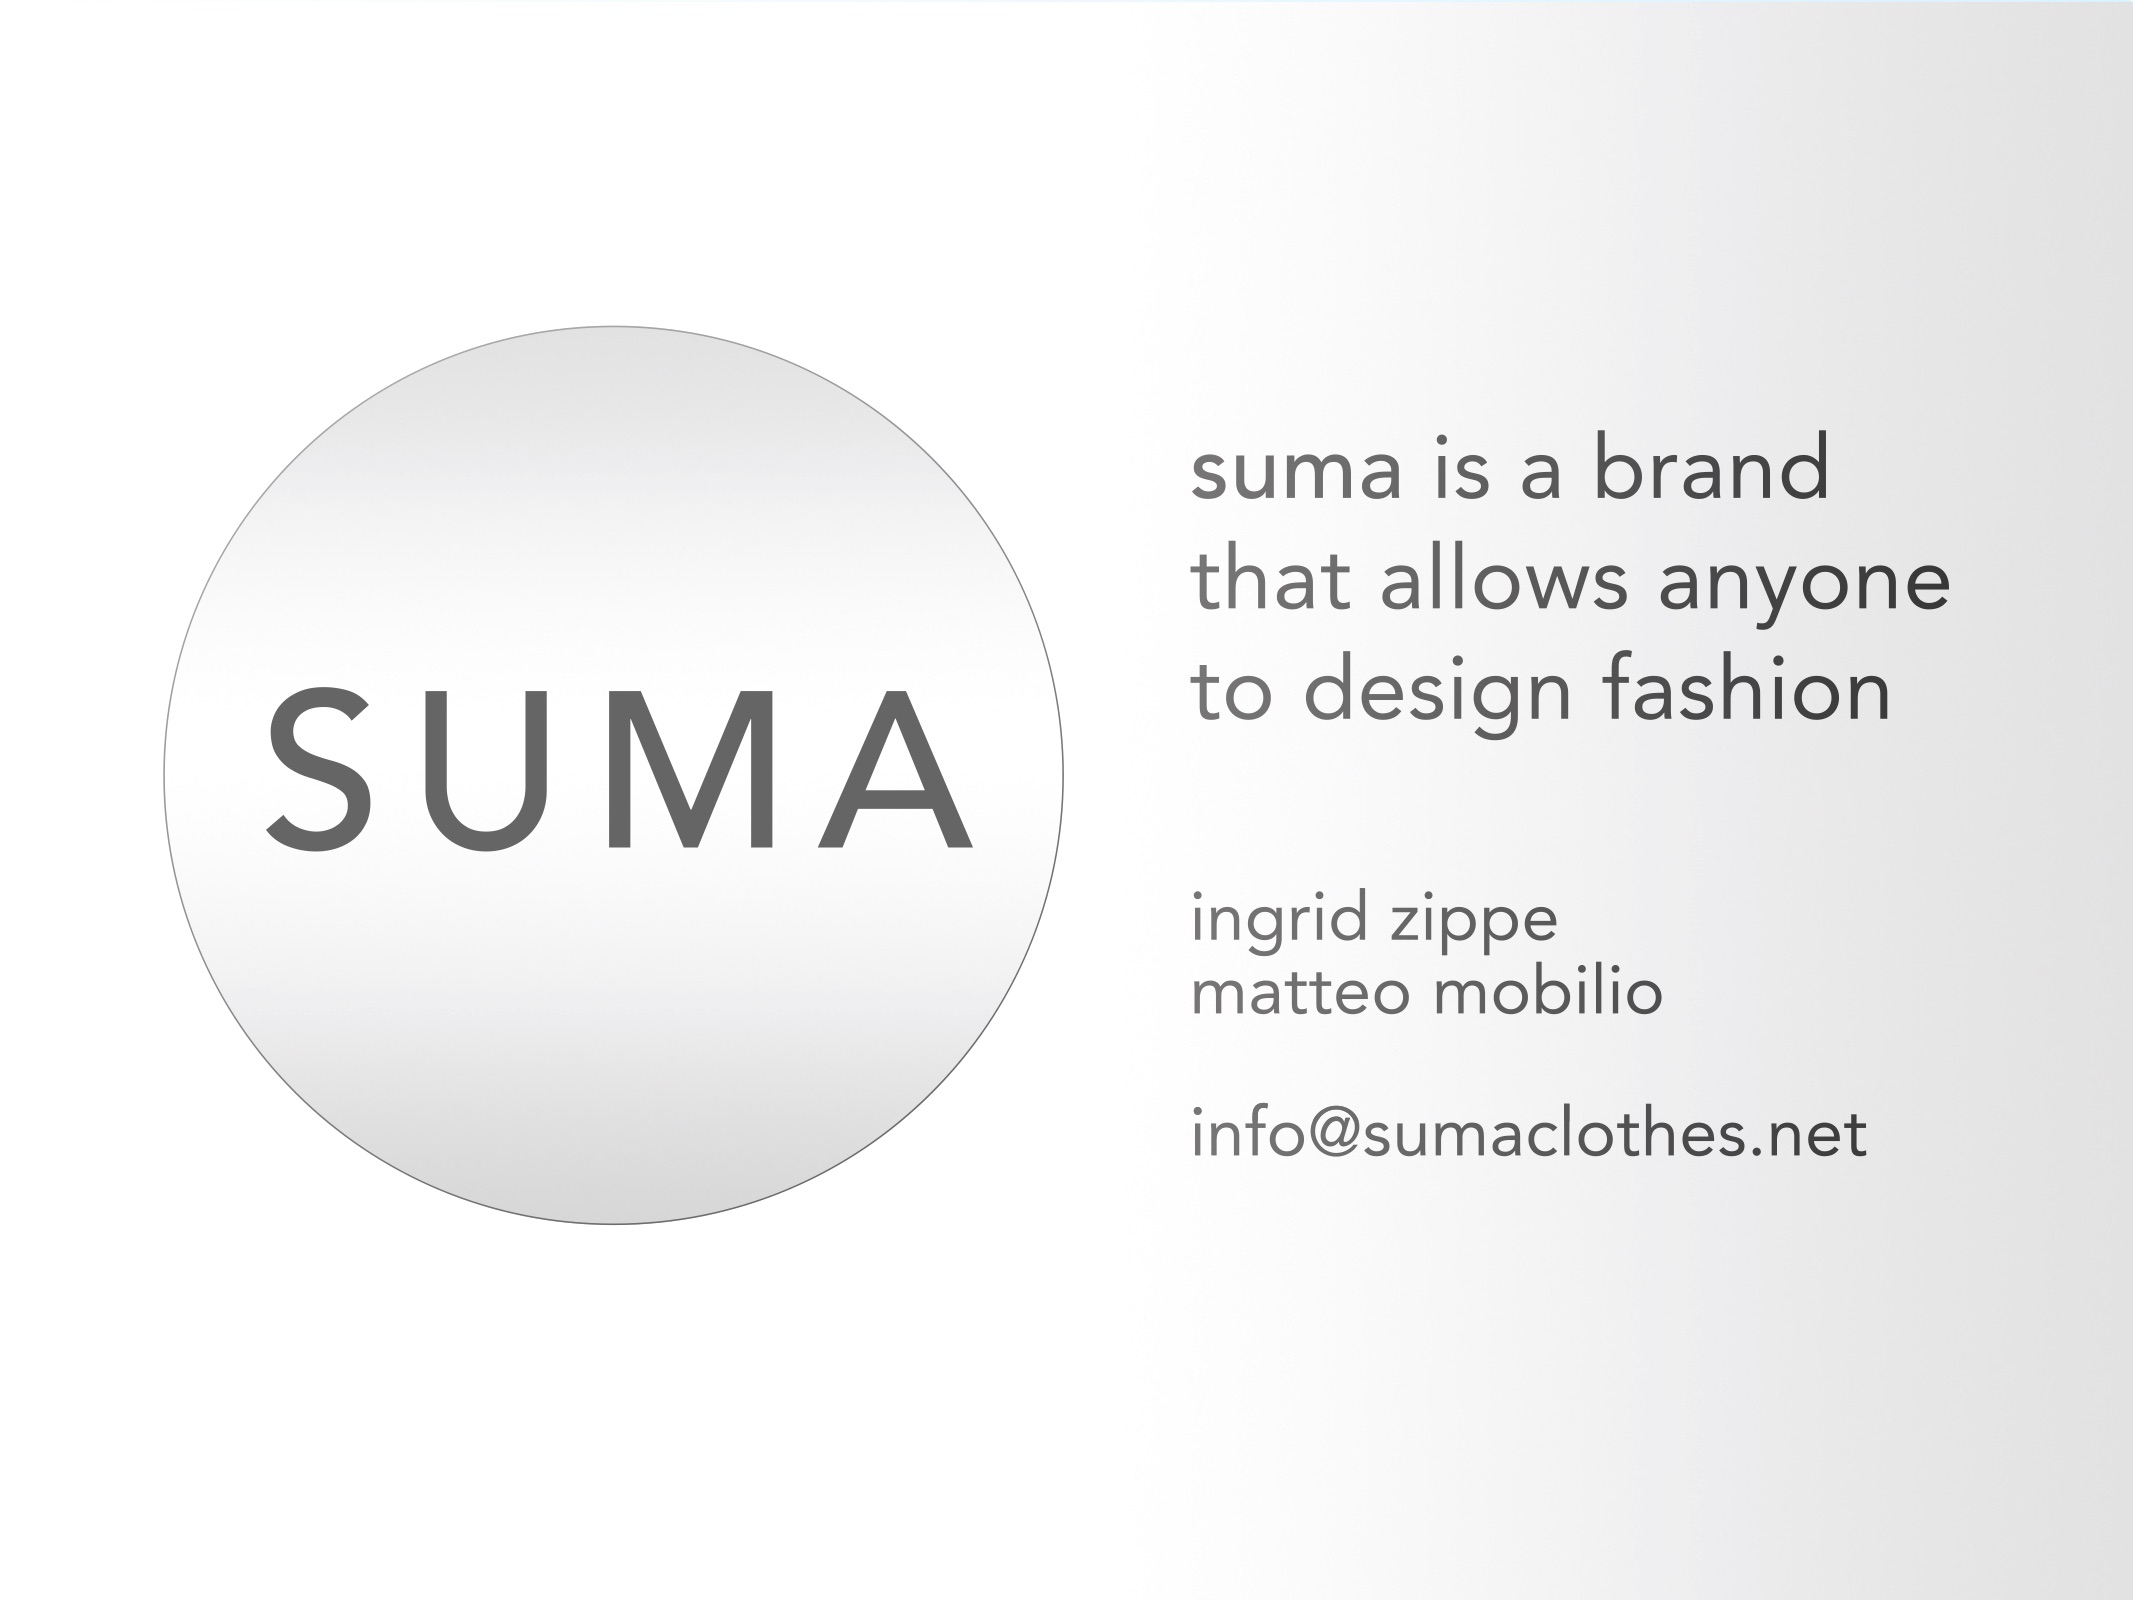 SUMA
suma is a brand
that allows anyone
to design fashion
ingrid zippe
matteo mobilio
info@sumaclothes.net